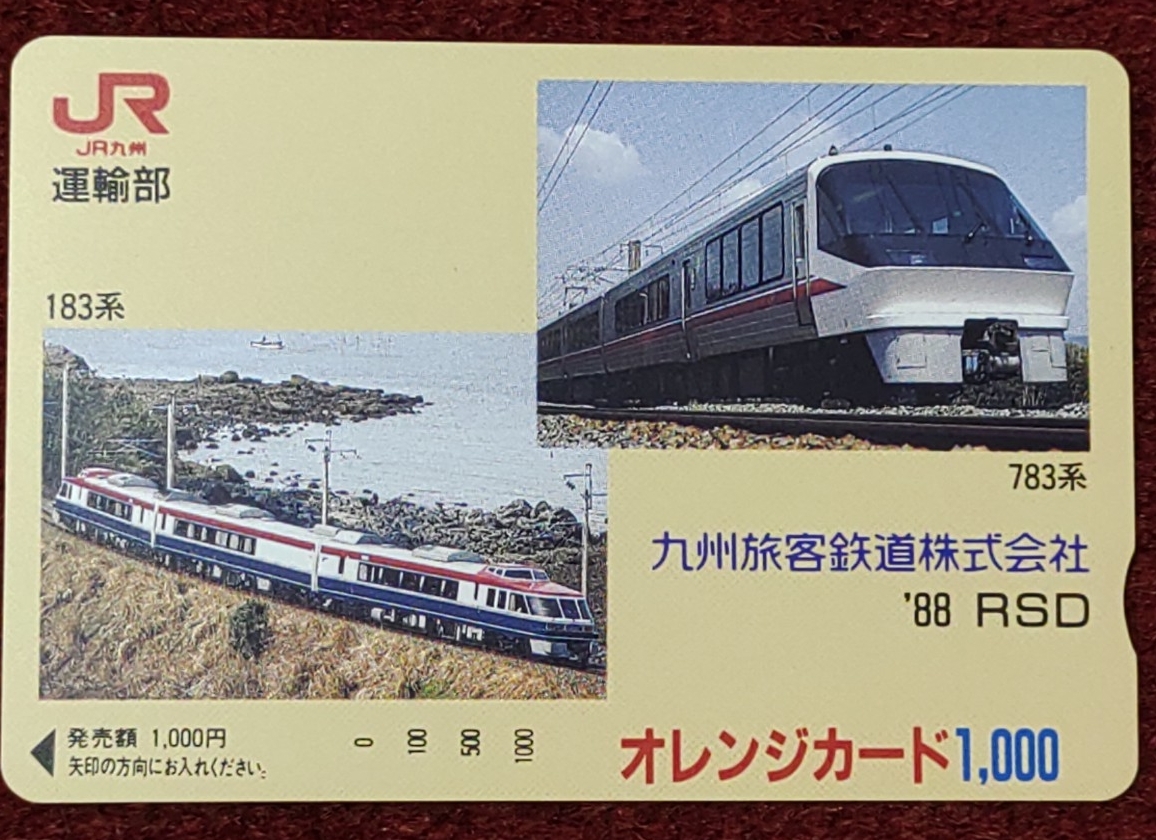 JR
JR九州
運輸部
183系
783系
九州旅客鉄道株式会社
'88 RSD
発売額 1,000円
矢印の方向にお入れください。
0 100 500 1000
オレンジカード1,000